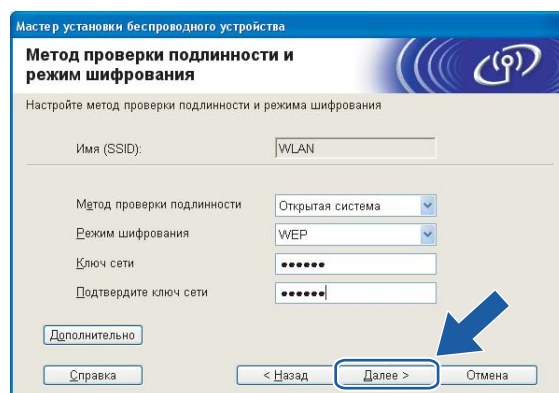 Мастер установки беспроводного устройства
Метод проверки подлинности и
режим шифрования
Настройте метод проверки подлинности и режима шифрования
Имя (SSID):
WLAN
Метод проверки подлинности
Открытая система
Режим шифрования
WEP
Ключ сети
••••••
Подтвердите ключ сети
••••••
Дополнительно
Справка
< Назад
Далее >
Отмена